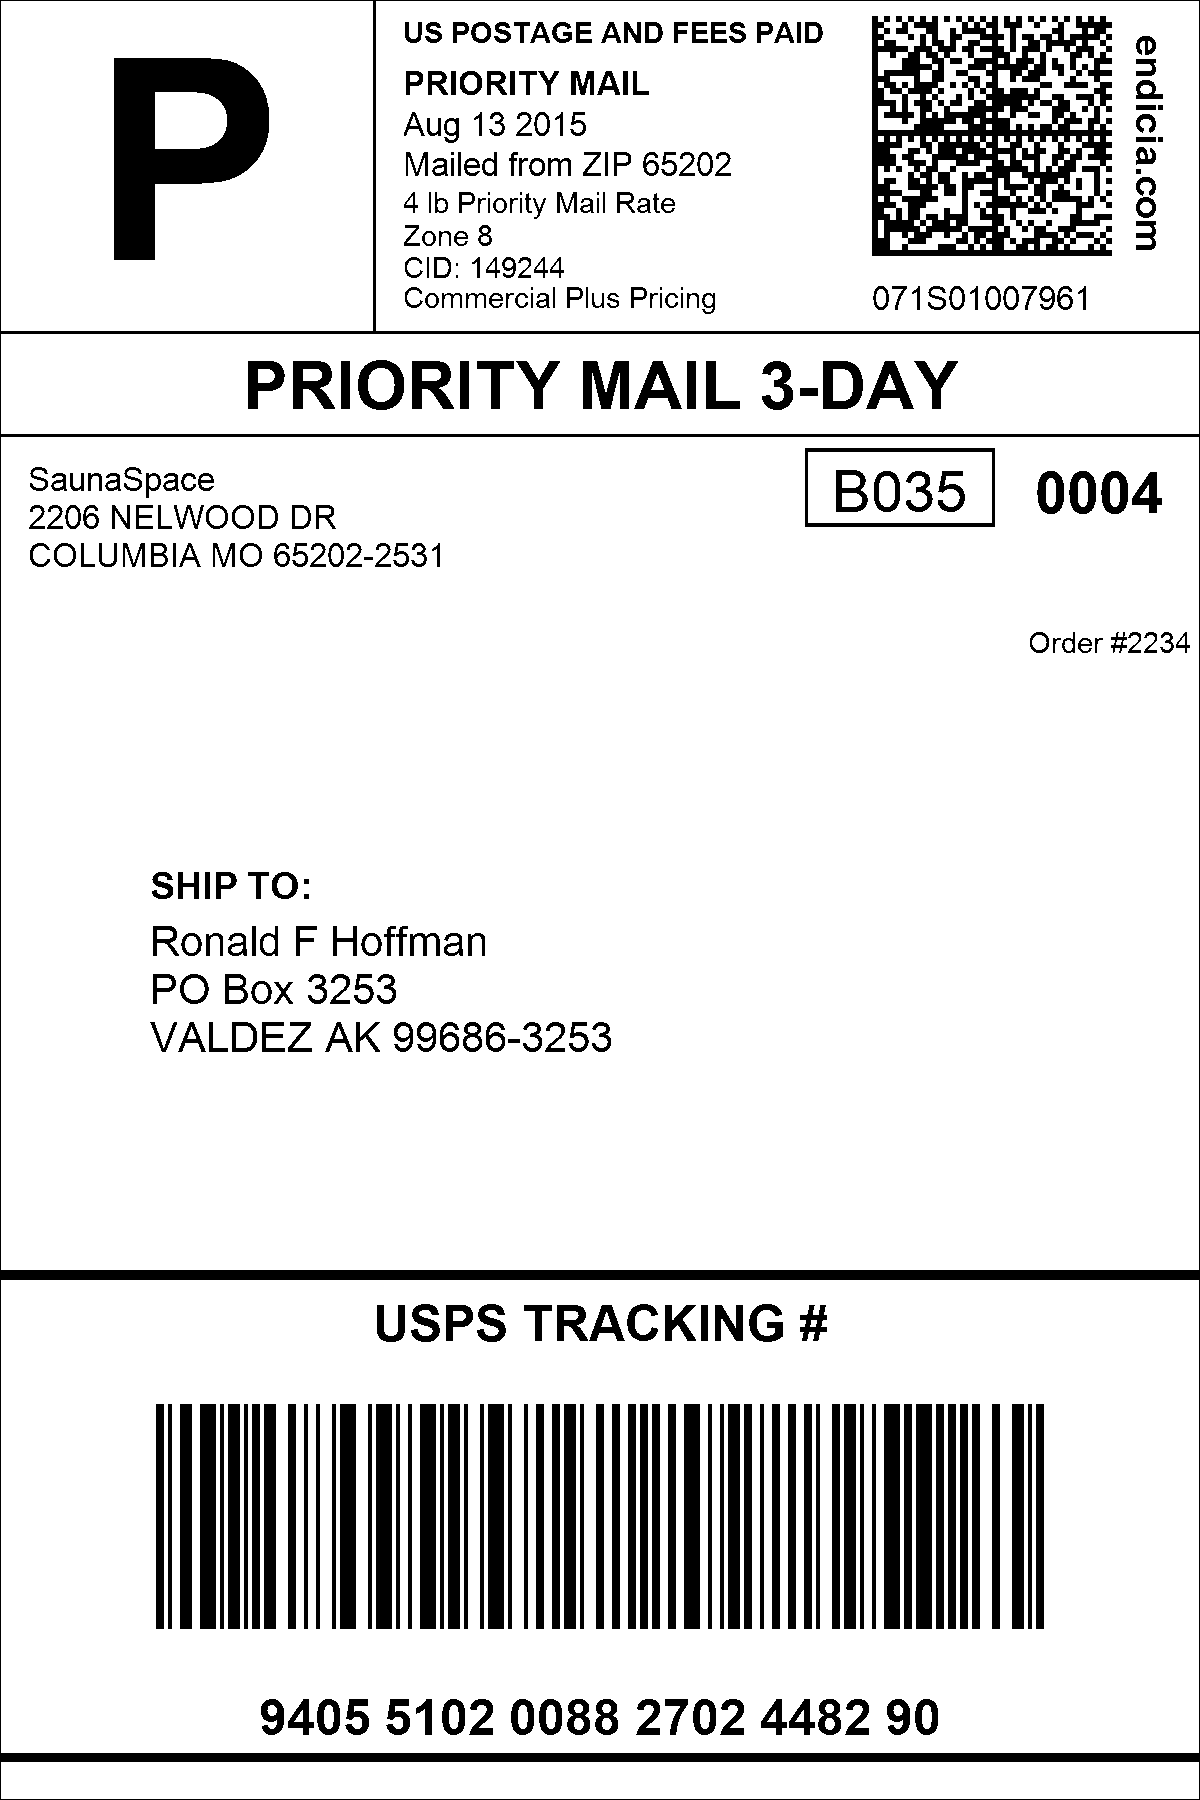 P
US POSTAGE AND FEES PAID
PRIORITY MAIL
Aug 13 2015
Mailed from ZIP 65202
4 lb Priority Mail Rate
Zone 8
CID: 149244
Commercial Plus Pricing
071S01007961
endicia.com
PRIORITY MAIL 3-DAY
SaunaSpace
2206 NELWOOD DR
COLUMBIA MO 65202-2531
B035
0004
Order #2234
SHIP TO:
Ronald F Hoffman
PO Box 3253
VALDEZ AK 99686-3253
USPS TRACKING #
9405 5102 0088 2702 4482 90